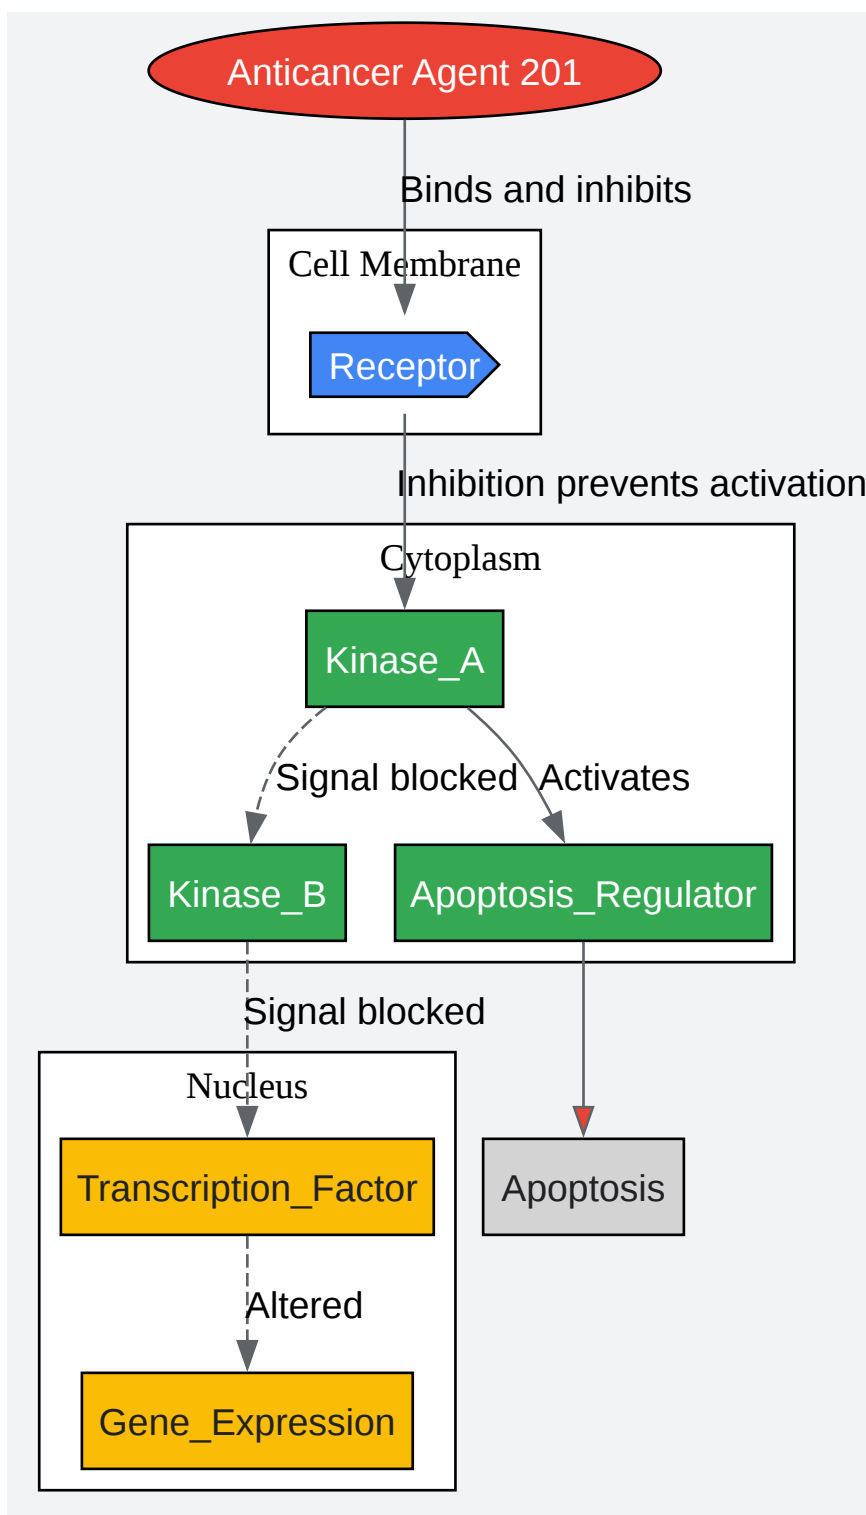 Anticancer Agent 201
Binds and inhibits
Cell Membrane
Receptor
Inhibition prevents activation
Cytoplasm
Kinase_A
Signal blocked
Activates
Kinase_B
Apoptosis_Regulator
Signal blocked
Nucleus
Transcription_Factor
Apoptosis
Altered
Gene_Expression